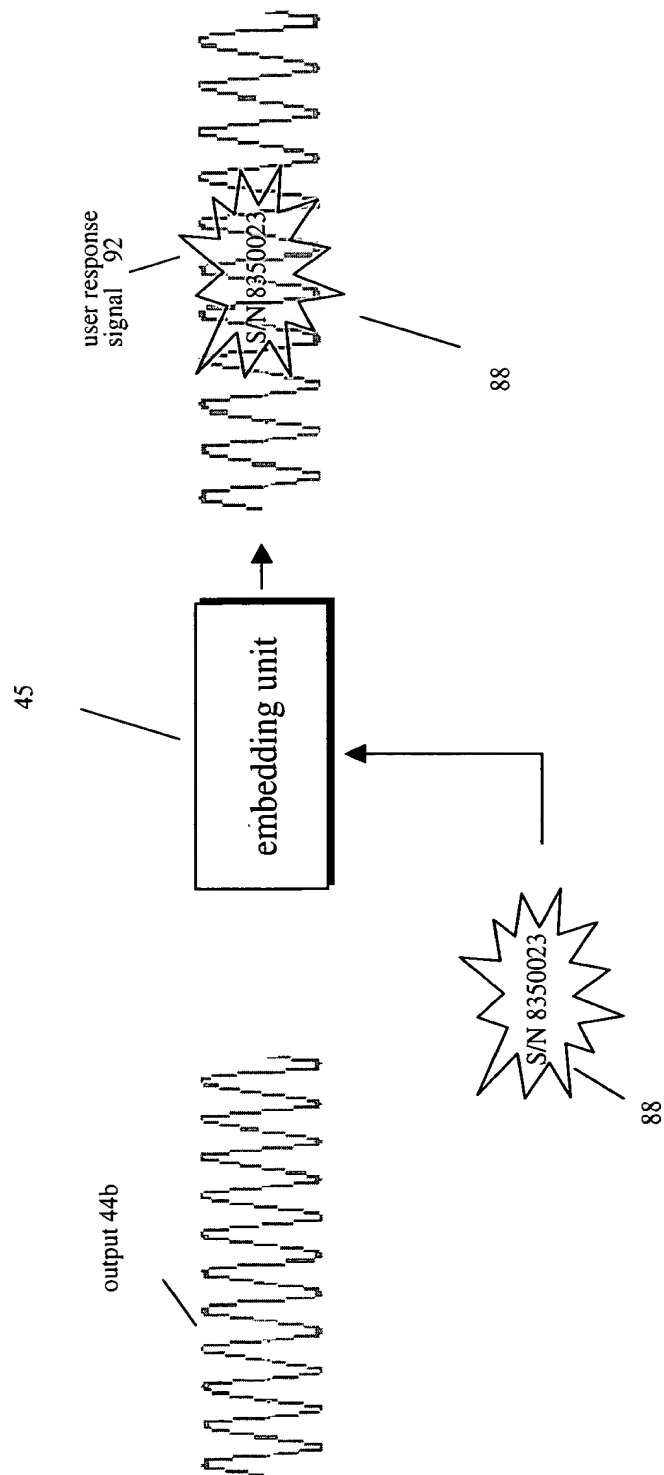 output 44b
45
embedding unit
user response
signal 92
S/N 8350023
88
S/N 8350023
88